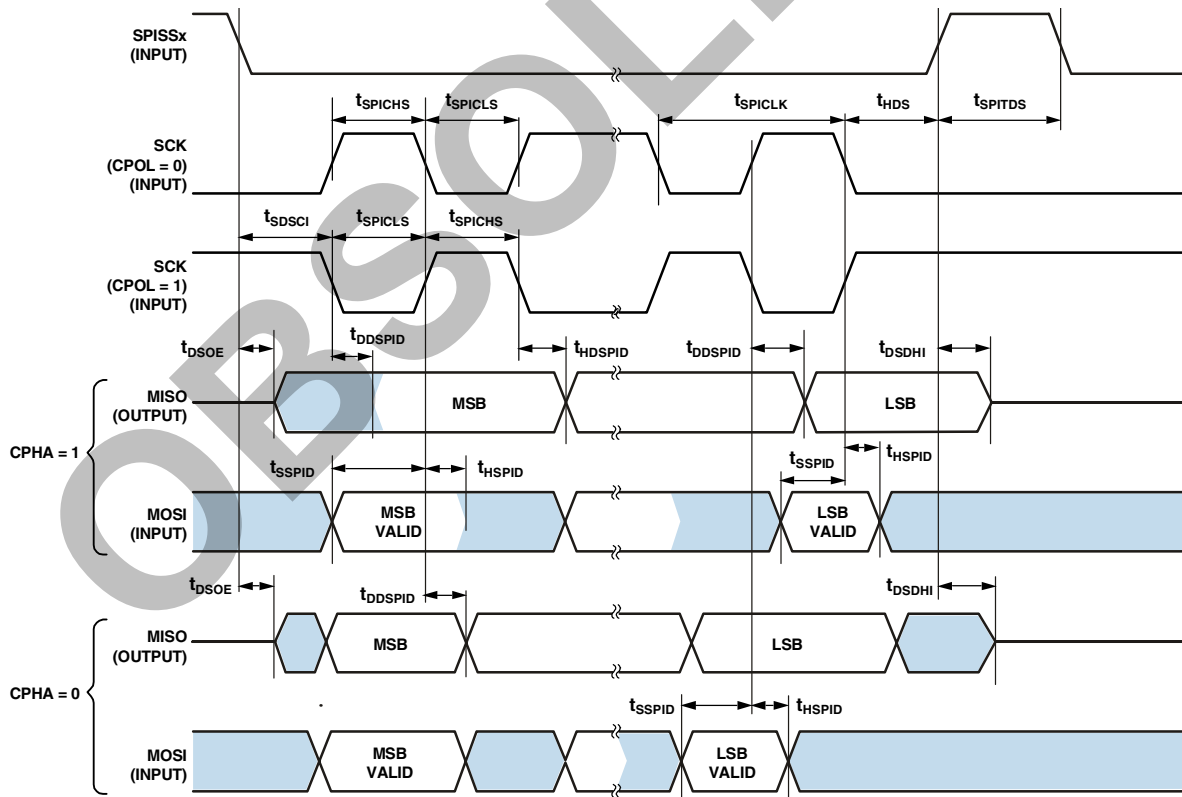 OBSOLE
SPISSx
(INPUT)
tSPICHS tSPICLS tSPICLK tHDS tSPITDS
SCK
(CPOL = 0)
(INPUT)
tSDSCI tSPICLS tSPICHS
SCK
(CPOL = 1)
(INPUT)
tDSOE tDDSPID tHDSPID tDDSPID tDSDHI
CPHA = 1
MISO
(OUTPUT)
MSB LSB
tSSPID tHSPID tSSPID tHSPID
MOSI
(INPUT)
MSB
VALID
LSB
VALID
tDSOE tDDSPID tDSDHI
CPHA = 0
MISO
(OUTPUT)
MSB LSB
tSSPID tHSPID
MOSI
(INPUT)
MSB
VALID
LSB
VALID